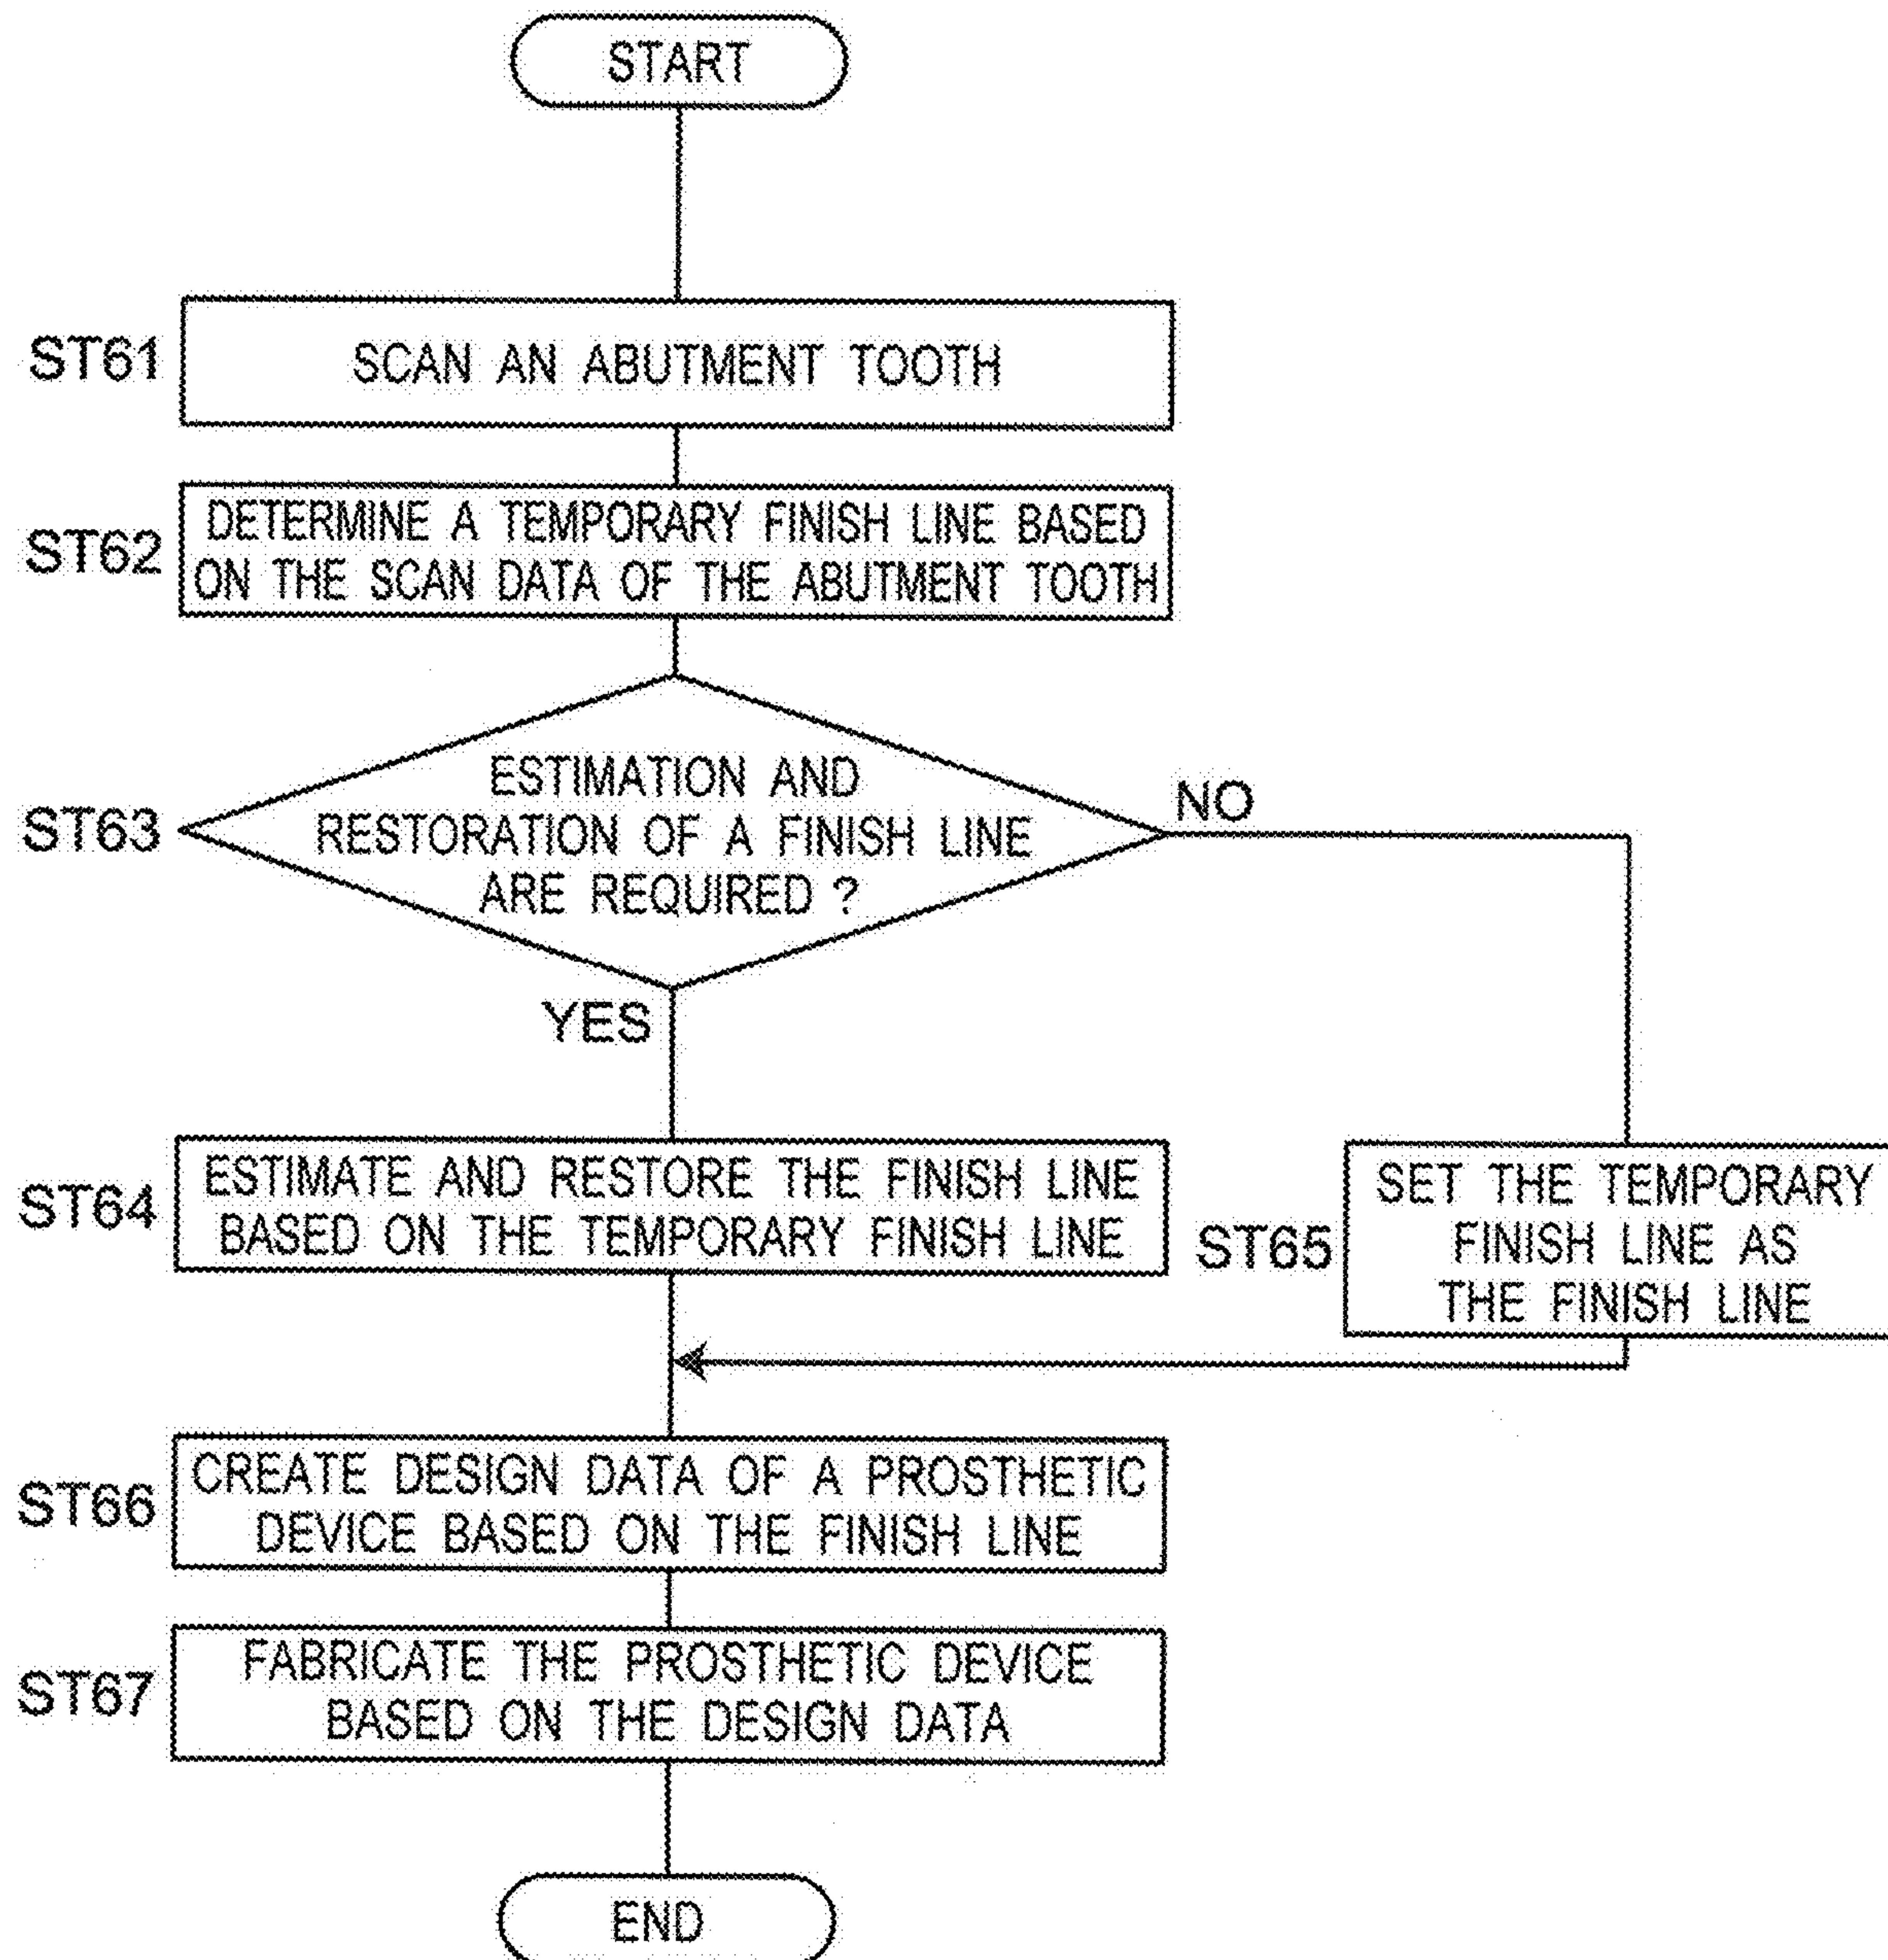 START
ST61
SCAN AN ABUTMENT TOOTH
ST62
DETERMINE A TEMPORARY FINISH LINE BASED
ON THE SCAN DATA OF THE ABUTMENT TOOTH
ST63
ESTIMATION AND
RESTORATION OF A FINISH LINE
ARE REQUIRED ?
NO
YES
ST64
ESTIMATE AND RESTORE THE FINISH LINE
BASED ON THE TEMPORARY FINISH LINE
ST65
SET THE TEMPORARY
FINISH LINE AS
THE FINISH LINE
ST66
CREATE DESIGN DATA OF A PROSTHETIC
DEVICE BASED ON THE FINISH LINE
ST67
FABRICATE THE PROSTHETIC DEVICE
BASED ON THE DESIGN DATA
END